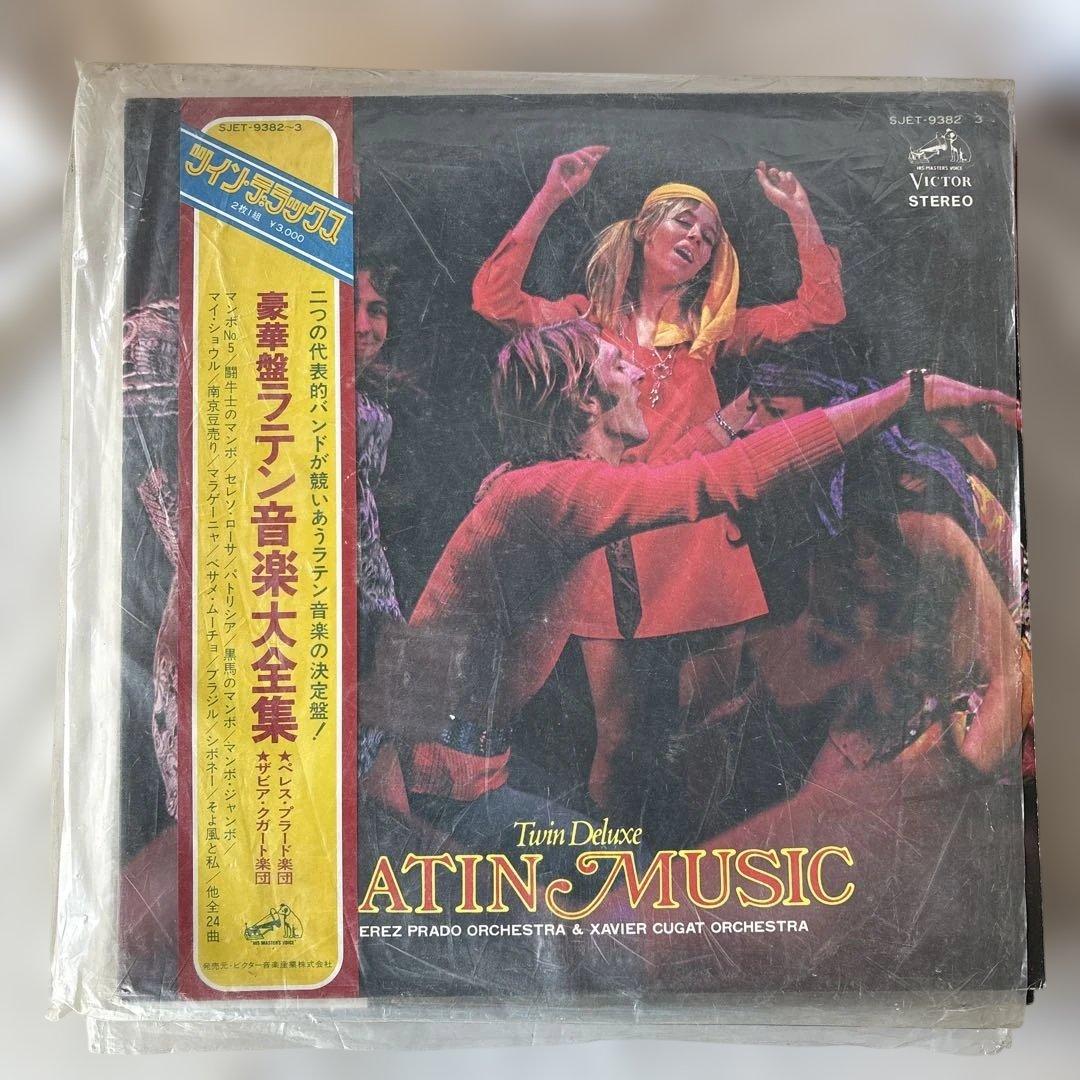 SJET-9382~3
ツイン・デラックス
2枚1組 ¥3,000
二つの代表的バンドが競いあうラテン音楽の決定盤!
豪華盤ラテン音楽大全集
★ペレス・プラード楽団
★ザビア・クガート楽団
マンボNo.5/闘牛士のマンボ/セレソ・ローサ/パトリシア/黒馬のマンボ/マンボ・ジャンボ/
マイ・ショウル/南京豆売り/マラゲーニャ/ベサメ・ムーチョ/ブラジル/シボネー/そよ風と私/他全24曲
"HIS MASTER'S VOICE"
発売元・ビクター音楽産業株式会社
SJET-9382 3
HIS MASTER'S VOICE
VICTOR
STEREO
Twin Deluxe
ATIN MUSIC
EREZ PRADO ORCHESTRA & XAVIER CUGAT ORCHESTRA